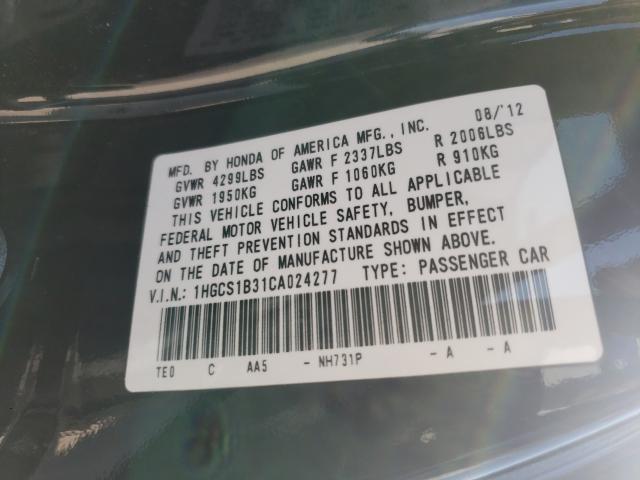 MFD. BY HONDA OF AMERICA MFG., INC. 08/'12
GVWR 4299LBS GAWR F 2337LBS R 2006LBS
GVWR 1950KG GAWR F 1060KG R 910KG
THIS VEHICLE CONFORMS TO ALL APPLICABLE
FEDERAL MOTOR VEHICLE SAFETY, BUMPER,
AND THEFT PREVENTION STANDARDS IN EFFECT
ON THE DATE OF MANUFACTURE SHOWN ABOVE.
V.I.N.: 1HGCS1B31CA024277 TYPE: PASSENGER CAR
TE0 C AA5 - NH731P - A - A